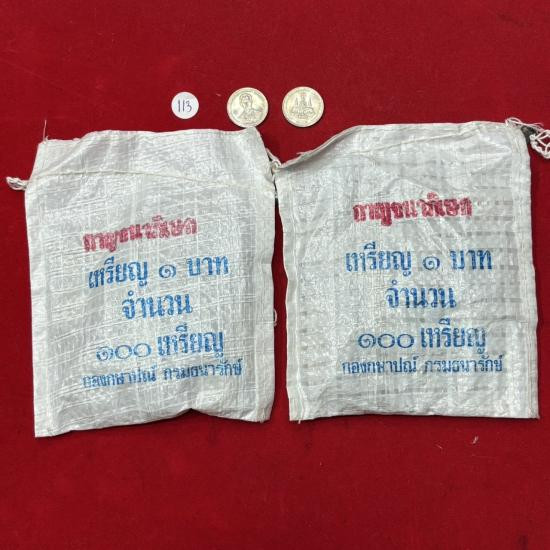 113
กาญจนาภิเษก
เหรียญ ๑ บาท
จำนวน
๑๐๐ เหรียญ
กองกษาปณ์ กรมธนารักษ์
กาญจนาภิเษก
เหรียญ ๑ บาท
จำนวน
๑๐๐ เหรียญ
กองกษาปณ์ กรมธนารักษ์